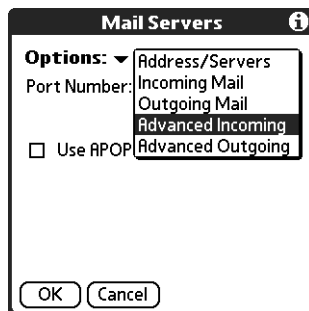 Mail Servers
Options:
Address/Servers
Port Number:
Incoming Mail
Outgoing Mail
Advanced Incoming
Use APOP
Advanced Outgoing
OK
Cancel